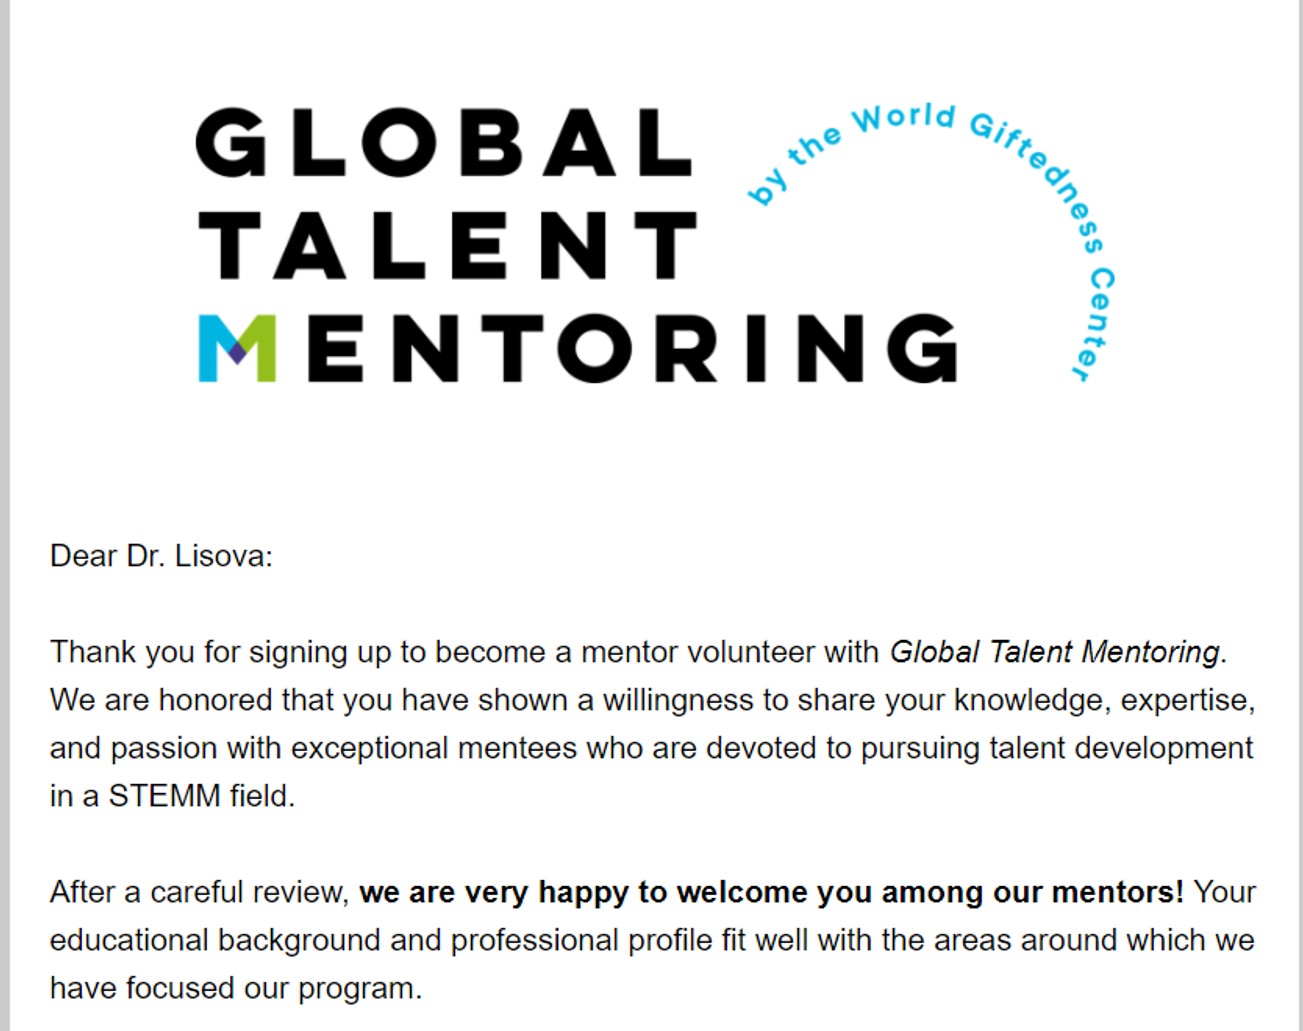 GLOBAL
TALENT
MENTORING
by the World Giftedness Center
Dear Dr. Lisova:
Thank you for signing up to become a mentor volunteer with Global Talent Mentoring.
We are honored that you have shown a willingness to share your knowledge, expertise,
and passion with exceptional mentees who are devoted to pursuing talent development
in a STEMM field.
After a careful review, we are very happy to welcome you among our mentors! Your
educational background and professional profile fit well with the areas around which we
have focused our program.